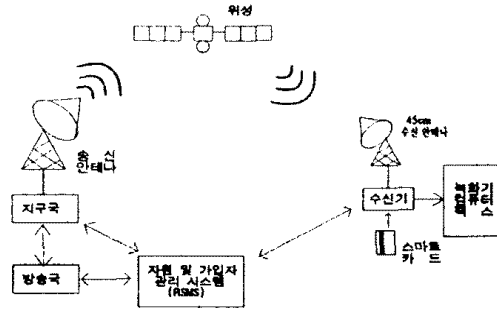 위성
송 신
안테나
45cm
수신 안테나
지구국
수신기
스마트
카드
방송국
자원 및 가입자
관리 시스템
(RSMS)